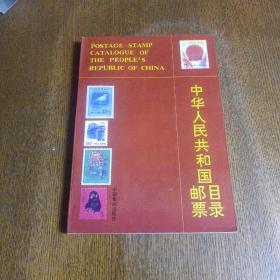 POSTAGE STAMP
CATALOGUE OF
THE PEOPLE'S
REPUBLIC OF CHINA
中华人民共和国邮票
目录